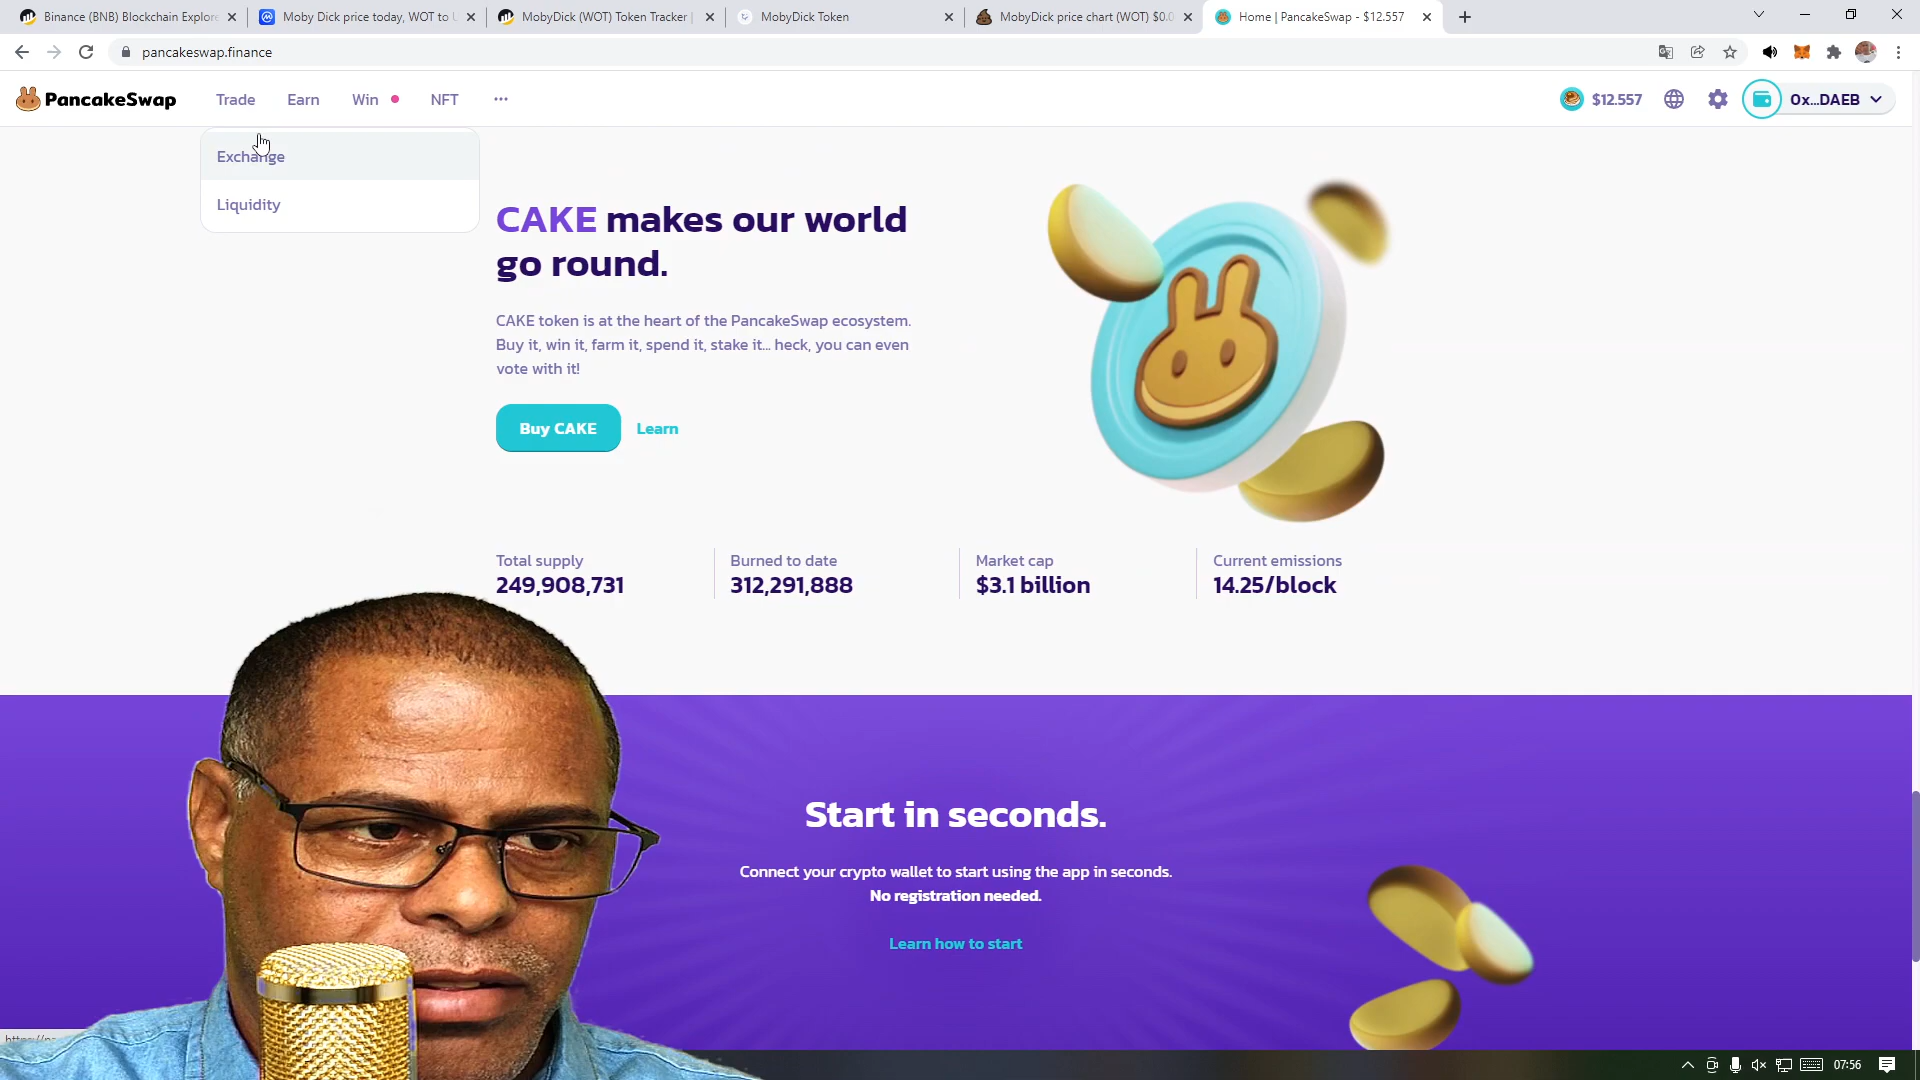 Binance (BNB) Blockchain Explore
Moby Dick price today, WOT to U
MobyDick (WOT) Token Tracker |
MobyDick Token
MobyDick price chart (WOT) $0.0
Home | PancakeSwap - $12.557
pancakeswap.finance
PancakeSwap
Trade
Earn
Win
NFT
$12.557
0x...DAEB
Exchange
Liquidity
CAKE makes our world
go round.
CAKE token is at the heart of the PancakeSwap ecosystem.
Buy it, win it, farm it, spend it, stake it... heck, you can even
vote with it!
Buy CAKE
Learn
Total supply
249,908,731
Burned to date
312,291,888
Market cap
$3.1 billion
Current emissions
14.25/block
Start in seconds.
Connect your crypto wallet to start using the app in seconds.
No registration needed.
Learn how to start
07:56